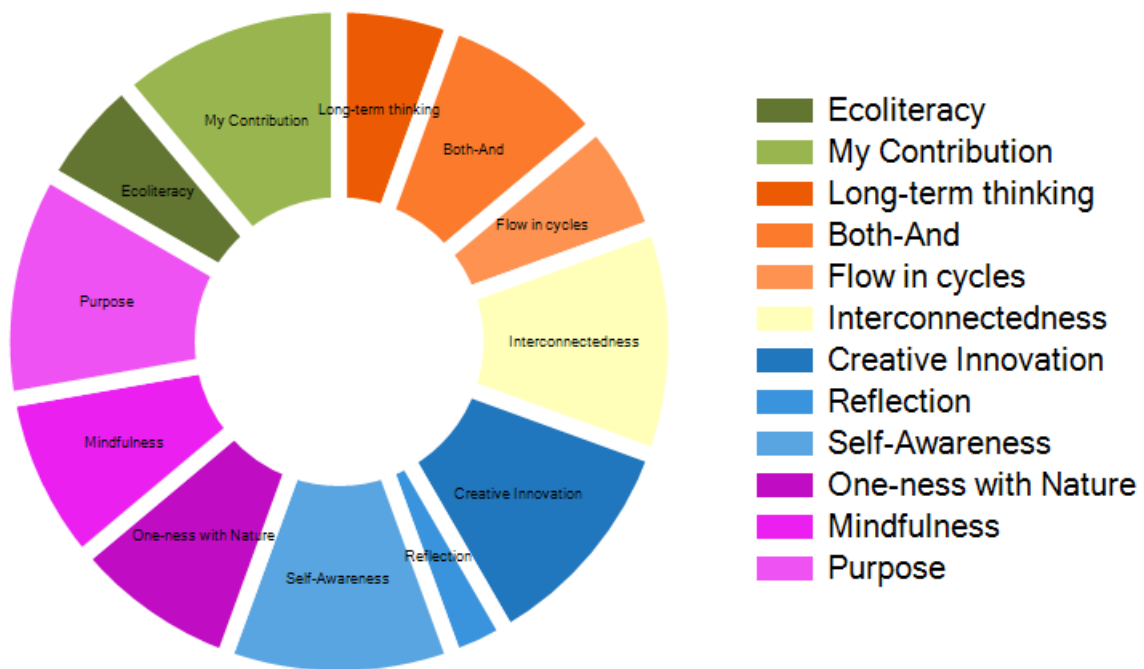 My Contribution
Long-term thinking
Both-And
Ecoliteracy
Flow in cycles
Purpose
Interconnectedness
Mindfulness
Creative Innovation
One-ness with Nature
Reflection
Self-Awareness
Ecoliteracy
My Contribution
Long-term thinking
Both-And
Flow in cycles
Interconnectedness
Creative Innovation
Reflection
Self-Awareness
One-ness with Nature
Mindfulness
Purpose